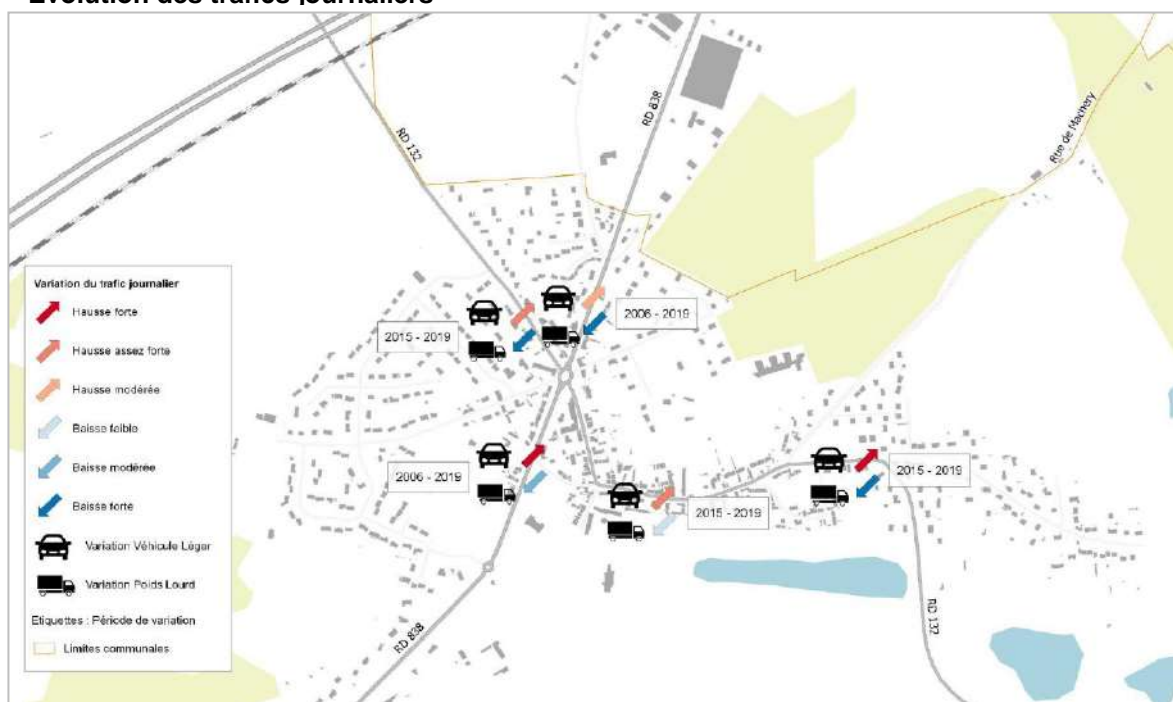 Evolution des trafics journaliers
RD 838
RD 132
Rue de Machery
Variation du trafic journalier
Hausse forte
Hausse assez forte
Hausse modérée
Baisse faible
Baisse modérée
Baisse forte
Variation Véhicule Léger
Variation Poids Lourd
Etiquettes : Période de variation
Limites communales
2015 - 2019
2006 - 2019
2006 - 2019
2015 - 2019
2015 - 2019
RD 838
RD 132